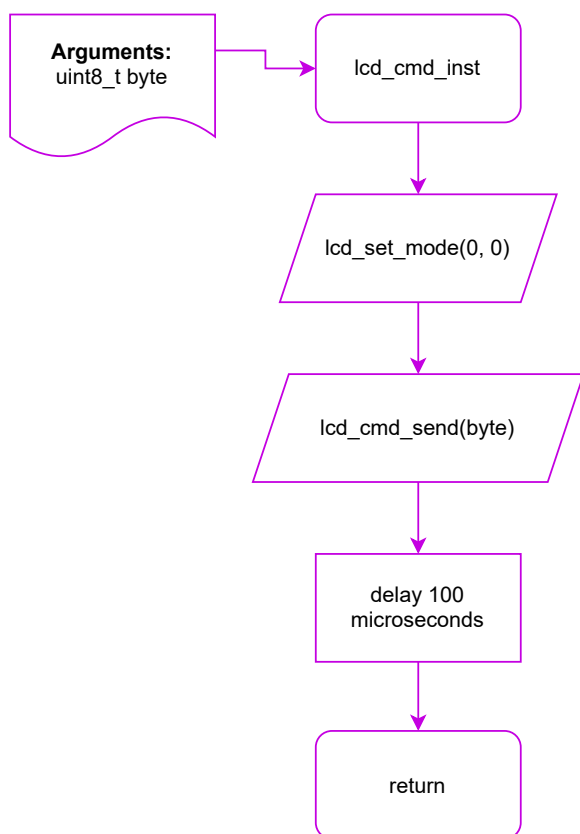 Arguments:
uint8_t byte
lcd_cmd_inst
lcd_set_mode(0, 0)
lcd_cmd_send(byte)
delay 100
microseconds
return